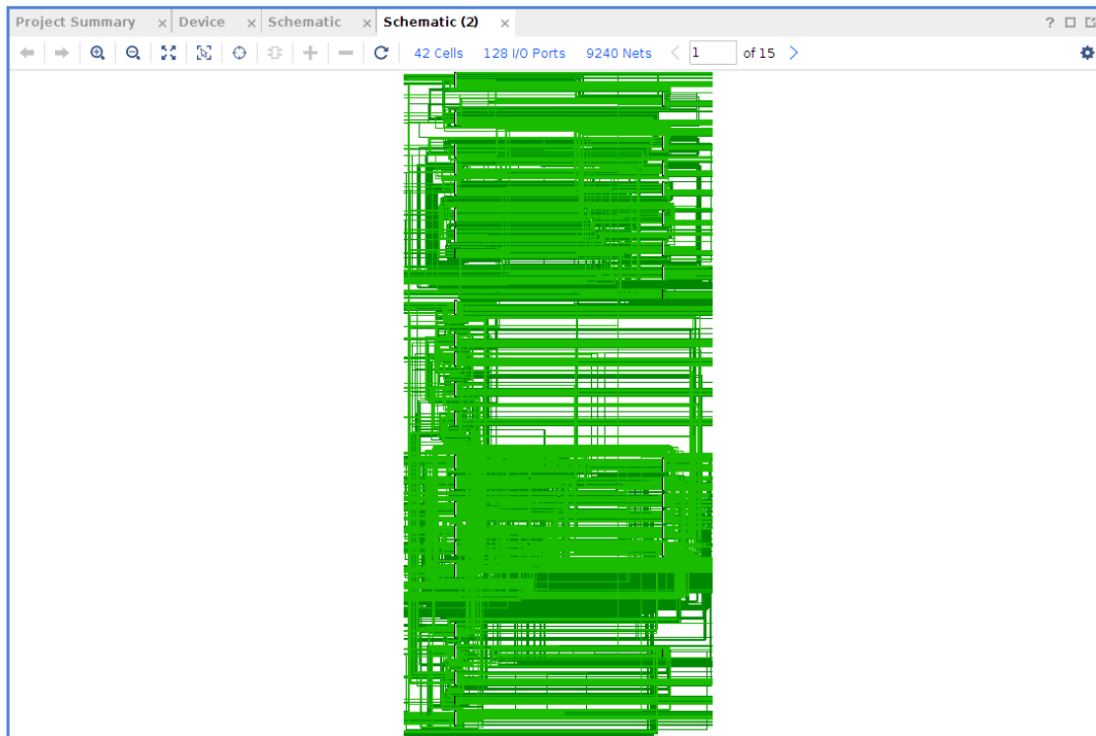 Project Summary × Device × Schematic × Schematic (2) × ?
42 Cells 128 I/O Ports 9240 Nets 1 of 15